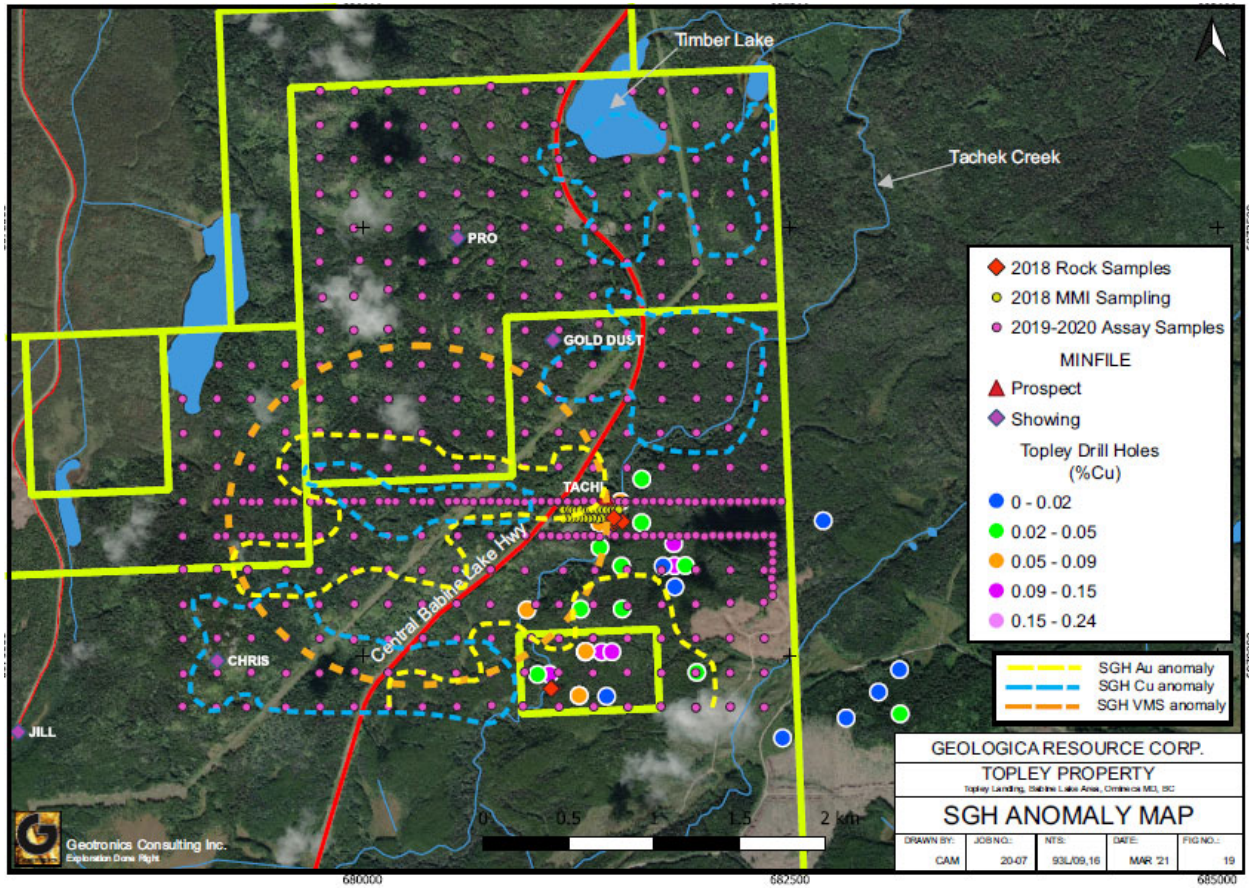 Timber Lake
Tachek Creek
PRO
GOLD DUST
TACHI
Central Babine Lake Hwy
CHRIS
JILL
2018 Rock Samples
2018 MMI Sampling
2019-2020 Assay Samples
MINFILE
Prospect
Showing
Topley Drill Holes
(%Cu)
0 - 0.02
0.02 - 0.05
0.05 - 0.09
0.09 - 0.15
0.15 - 0.24
SGH Au anomaly
SGH Cu anomaly
SGH VMS anomaly
GEOLOGICA RESOURCE CORP.
TOPLEY PROPERTY
Topley Landing, Babine Lake Area, Omineca MD, BC
SGH ANOMALY MAP
DRAWN BY: JOB NO.: NTS: DATE: FIG NO.:
CAM 20-07 93L/09,16 MAR '21 19
G
Geotronics Consulting Inc.
Exploration Done Right
0 0.5 1 1.5 2 km
680000 682500 685000